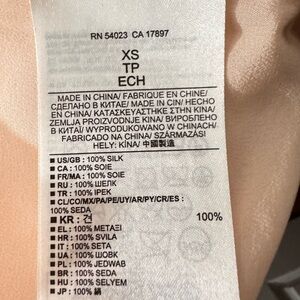 RN 54023 CA 17897
XS
TP
ECH
MADE IN CHINA/ FABRIQUE EN CHINE/
СДЕЛАНО В КИТАЕ/ MADE IN CIN/ HECHO
EN CHINA/ ΚΑΤΑΣΚΕΥΑΣΤΗΚΕ ΣΤΗΝ ΚΙΝΑ/
ZEMLJA PROIZVODNJE KINA/ ВИРОБЛЕНО
В КИТАЇ/ WYPRODUKOWANO W CHINACH/
FABRICADO NA CHINA/ SZÁRMAZÁSI
HELY: KÍNA/ 中國製造
■ US/GB : 100% SILK
■ CA : 100% SOIE
■ FR/MA : 100% SOIE
■ RU : 100% ШЕЛК
■ TR : 100% IPEK
■ CL/CO/MX/PA/PE/UY/AR/PY/CR/ES :
100% SEDA
■ KR : 견 100%
■ EL : 100% ΜΕΤΑΞΙ
■ HR : 100% SVILA
■ IT : 100% SETA
■ UA : 100% ШОВК
■ PL : 100% JEDWAB
■ BR : 100% SEDA
■ HU : 100% SELYEM
■ JP : 100% 絹